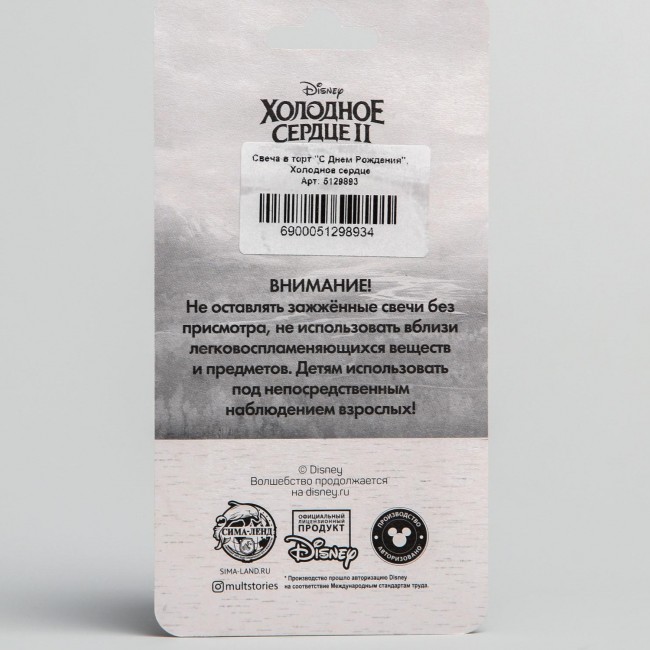 Disney
ХОЛОДНОЕ
СЕРДЦЕ II
Свеча в торт "С Днем Рождения",
Холодное сердце
Арт: 5129893
6900051298934
ВНИМАНИЕ!
Не оставлять зажжённые свечи без
присмотра, не использовать вблизи
легковоспламеняющихся веществ
и предметов. Детям использовать
под непосредственным
наблюдением взрослых!
© Disney
Волшебство продолжается
на disney.ru
СИМА-ЛЕНД
SIMA-LAND.RU
multstories
ОФИЦИАЛЬНЫЙ
ЛИЦЕНЗИОННЫЙ
ПРОДУКТ
Disney
ПРОИЗВОДСТВО
АВТОРИЗОВАНО
* Производство прошло авторизацию Disney
на соответствие Международным стандартам труда.